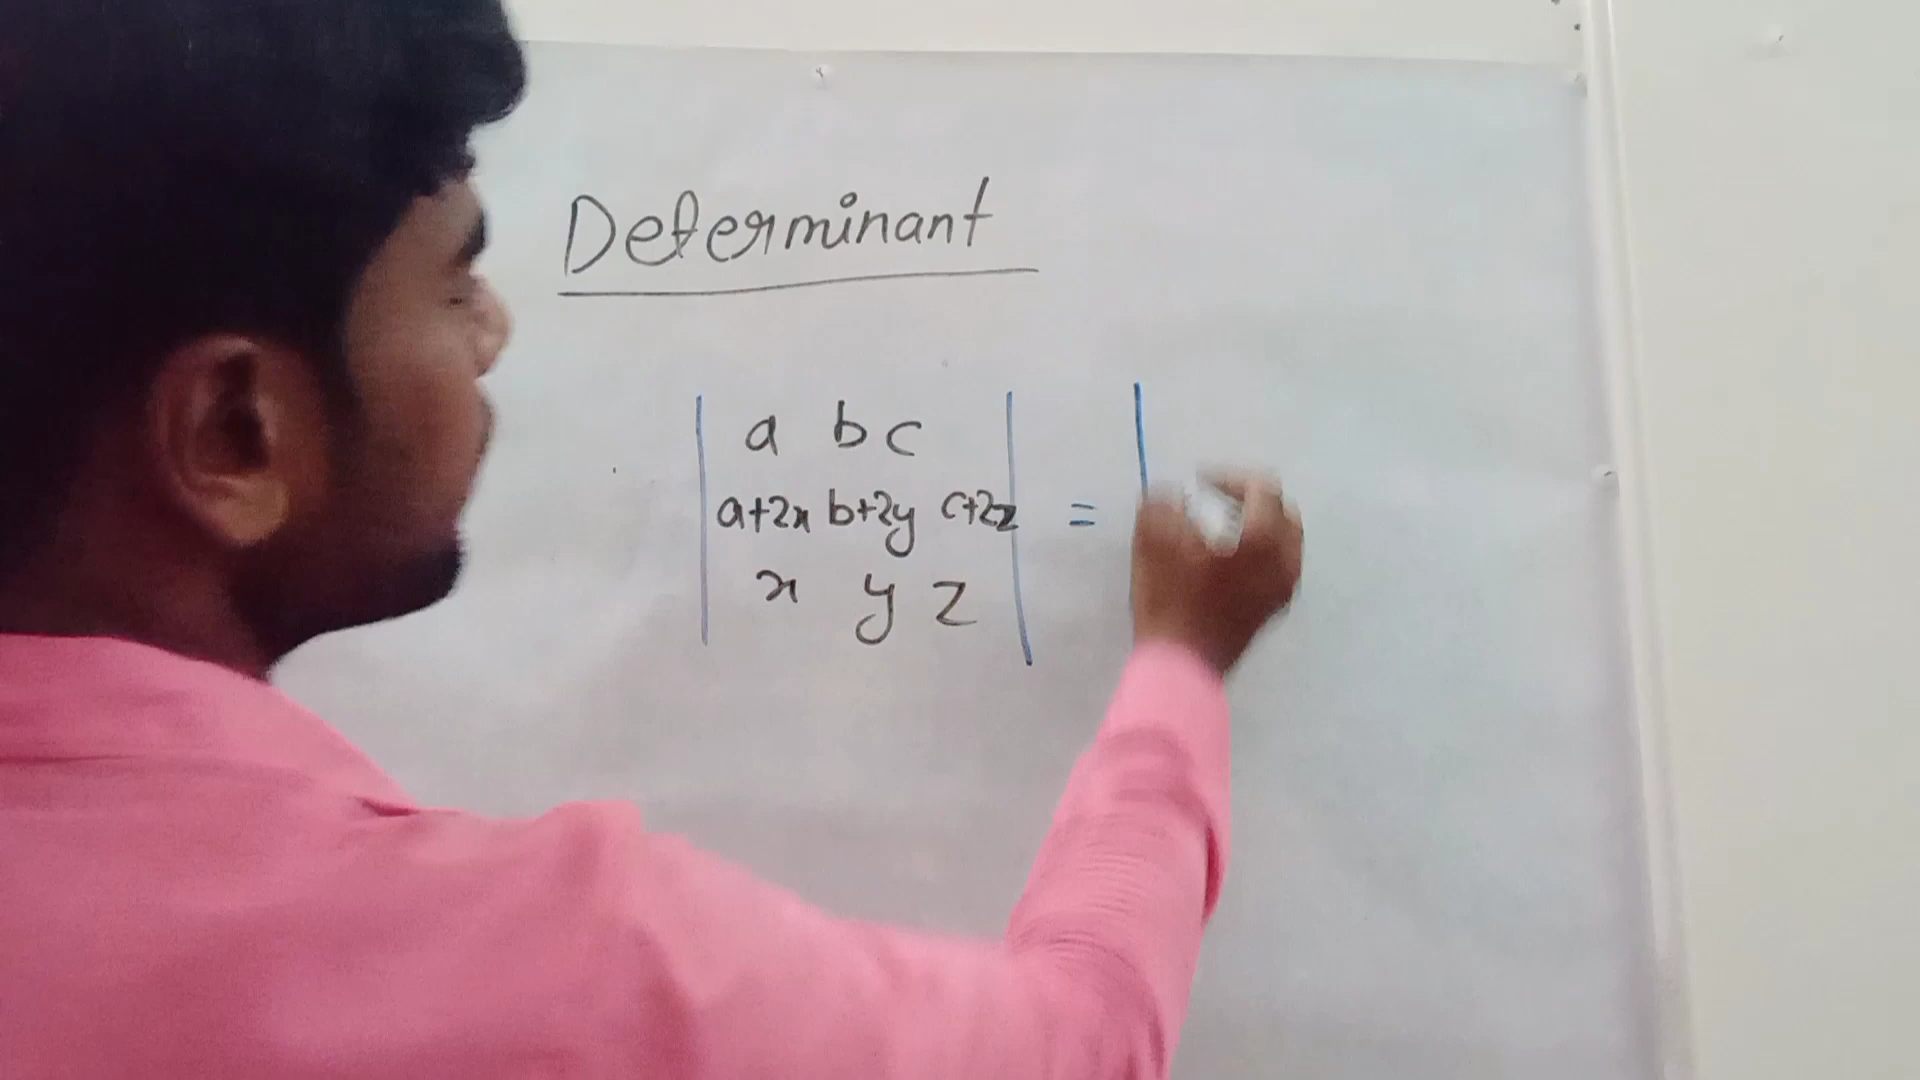 Determinant
a b c
a+2x b+2y c+2z =
x y z